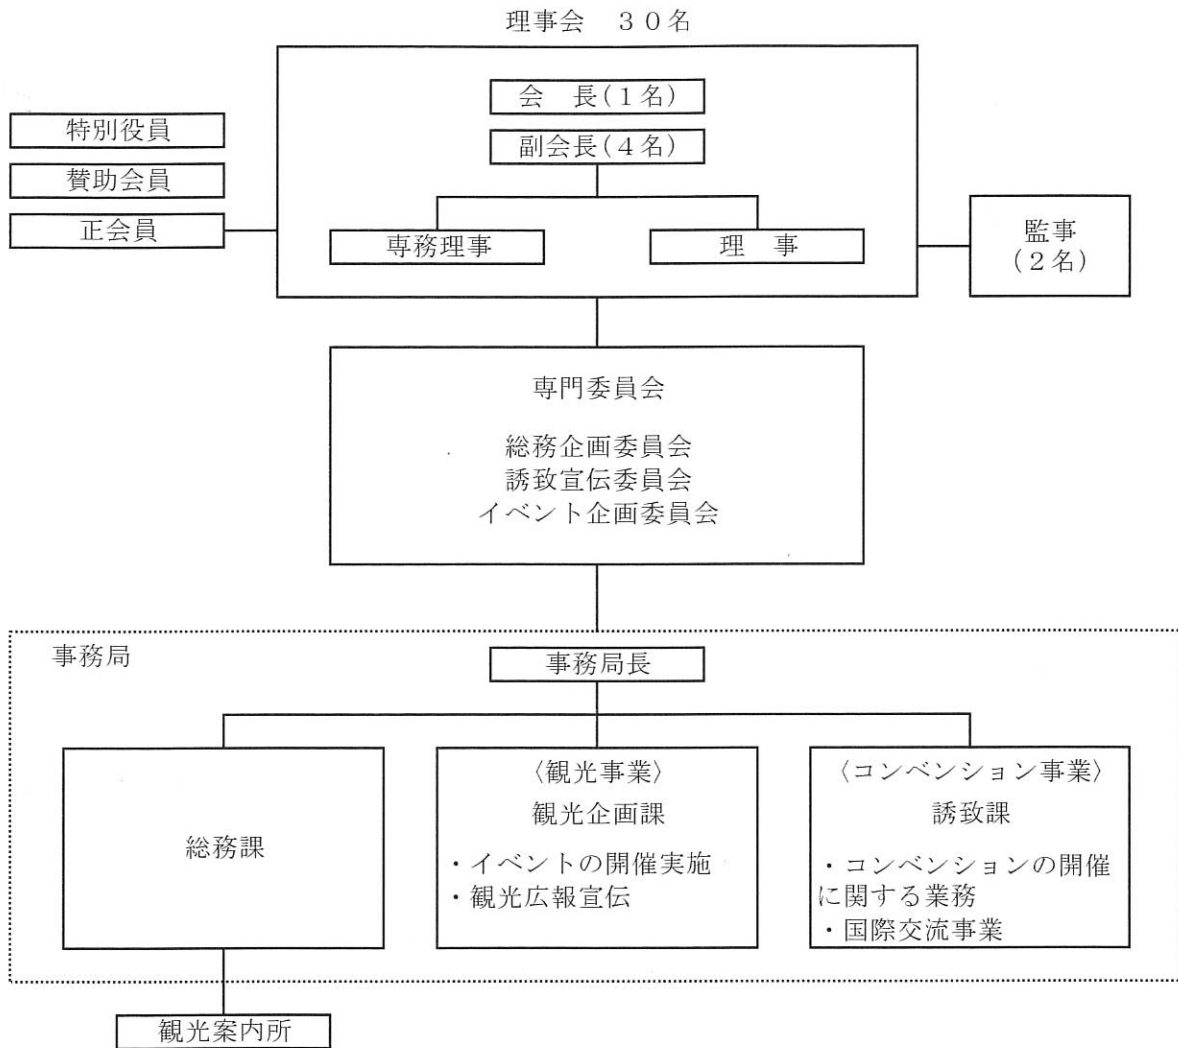 理事会　３０名
会　長(１名)
副会長(４名)
専務理事
理　事
特別役員
賛助会員
正会員
監事
(２名)
専門委員会
総務企画委員会
誘致宣伝委員会
イベント企画委員会
事務局
事務局長
総務課
〈観光事業〉
観光企画課
・イベントの開催実施
・観光広報宣伝
〈コンベンション事業〉
誘致課
・コンベンションの開催
に関する業務
・国際交流事業
観光案内所